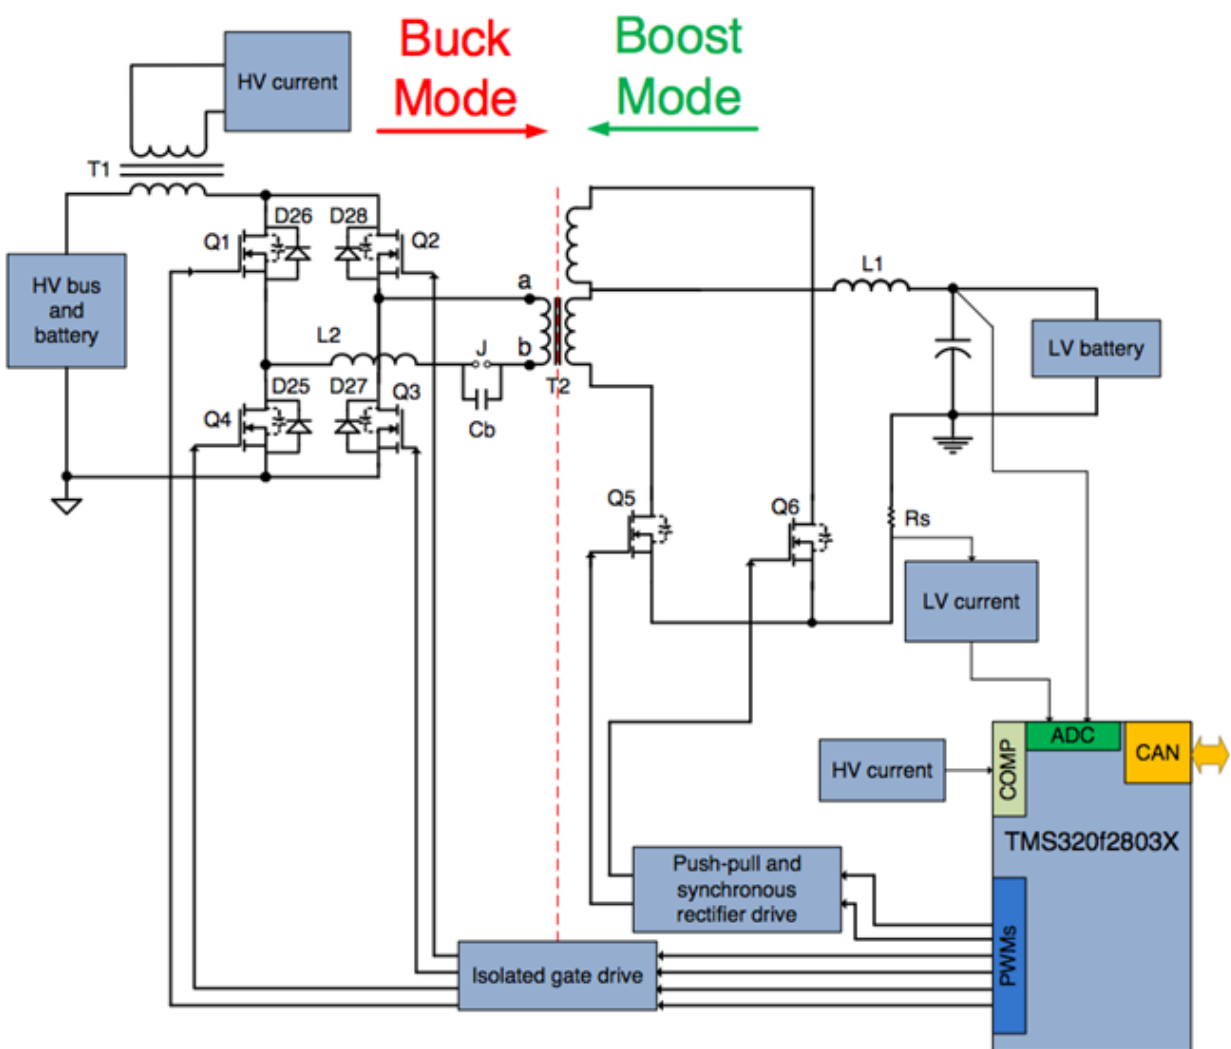 Buck
Mode
Boost
Mode
HV current
T1
D26
D28
Q1
Q2
HV bus
and
battery
a
L1
L2
J
b
LV battery
T2
D25
D27
Q3
Q4
Cb
Q5
Q6
Rs
LV current
ADC
CAN
COMP
HV current
TMS320f2803X
Push-pull and
synchronous
rectifier drive
PWMs
Isolated gate drive